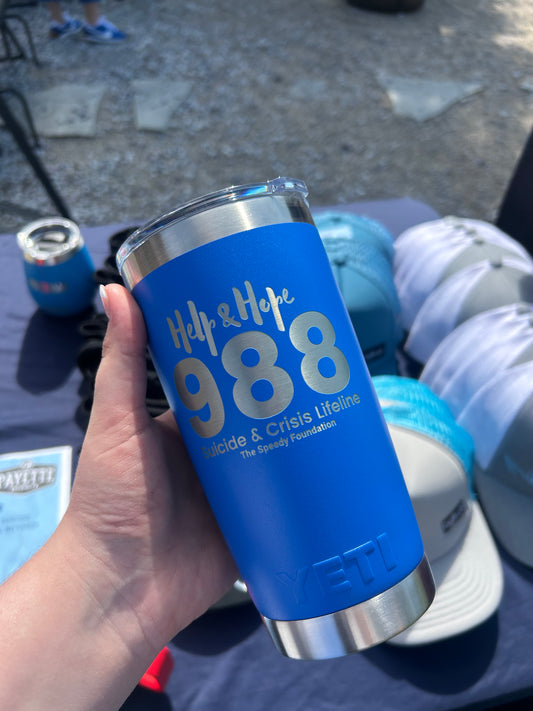 Help & Hope
988
Suicide & Crisis Lifeline
The Speedy Foundation
YETI